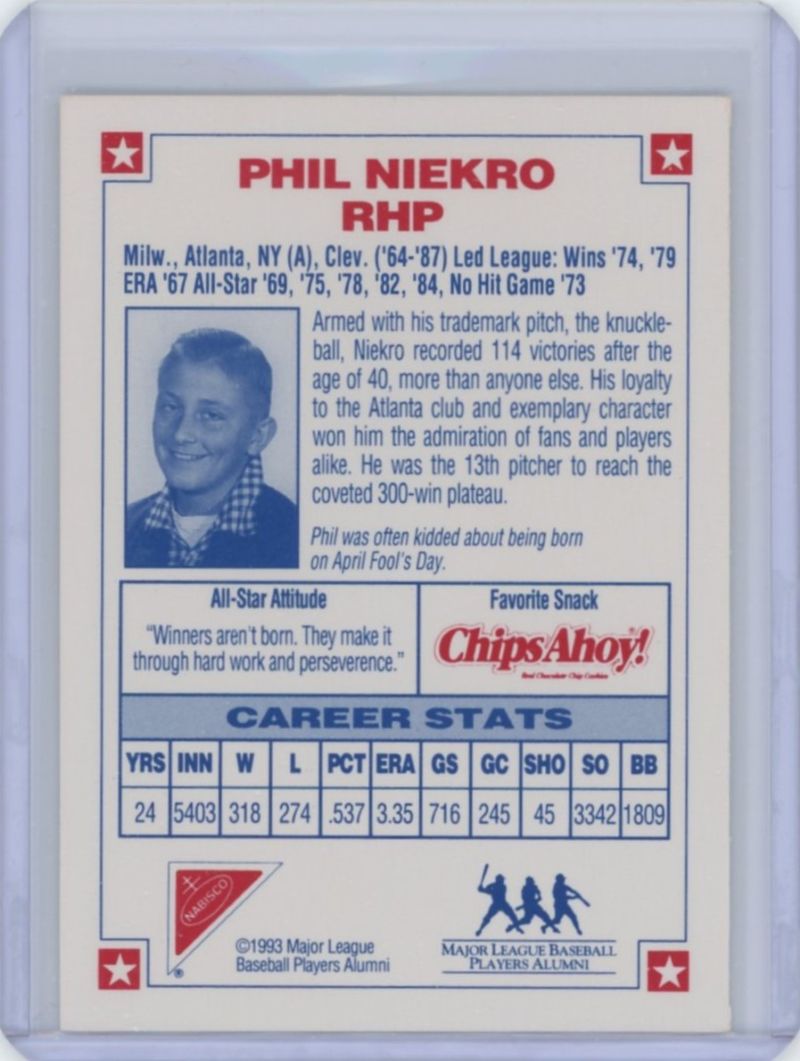 PHIL NIEKRO
RHP
Milw., Atlanta, NY (A), Clev. ('64-'87) Led League: Wins '74, '79
ERA '67 All-Star '69, '75, '78, '82, '84, No Hit Game '73
Armed with his trademark pitch, the knuckle-
ball, Niekro recorded 114 victories after the
age of 40, more than anyone else. His loyalty
to the Atlanta club and exemplary character
won him the admiration of fans and players
alike. He was the 13th pitcher to reach the
coveted 300-win plateau.
Phil was often kidded about being born
on April Fool's Day.
All-Star Attitude
"Winners aren't born. They make it
through hard work and perseverence."
Favorite Snack
Chips Ahoy!
Real Chocolate Chip Cookies
CAREER STATS
YRS INN W L PCT ERA GS GC SHO SO BB
24 5403 318 274 .537 3.35 716 245 45 3342 1809
NABISCO
®
©1993 Major League
Baseball Players Alumni
MAJOR LEAGUE BASEBALL
PLAYERS ALUMNI